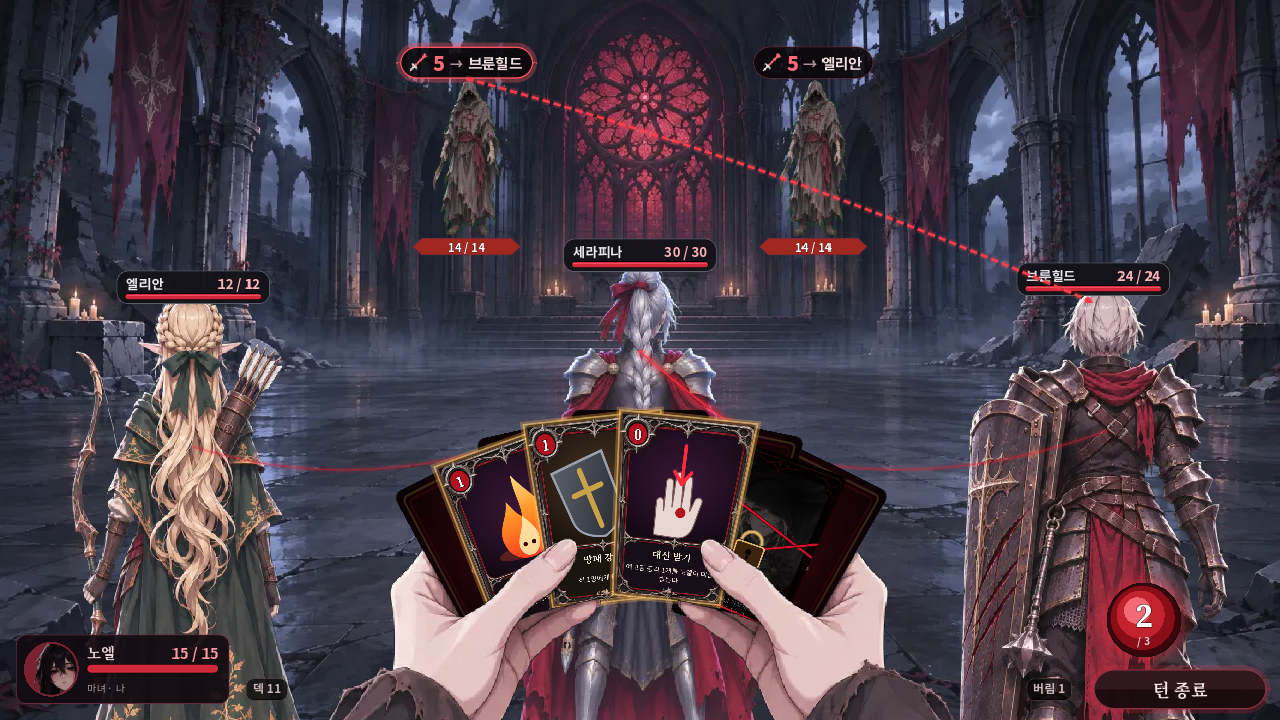 5 → 브룬힐드
5 → 엘리안
14 / 14
14 / 14
세라피나 30 / 30
엘리안 12 / 12
브룬힐드 24 / 24
1
1
0
방패
대신 받기
노엘 15 / 15
마녀 · 나
덱 11
2
/ 3
버림 1
턴 종료